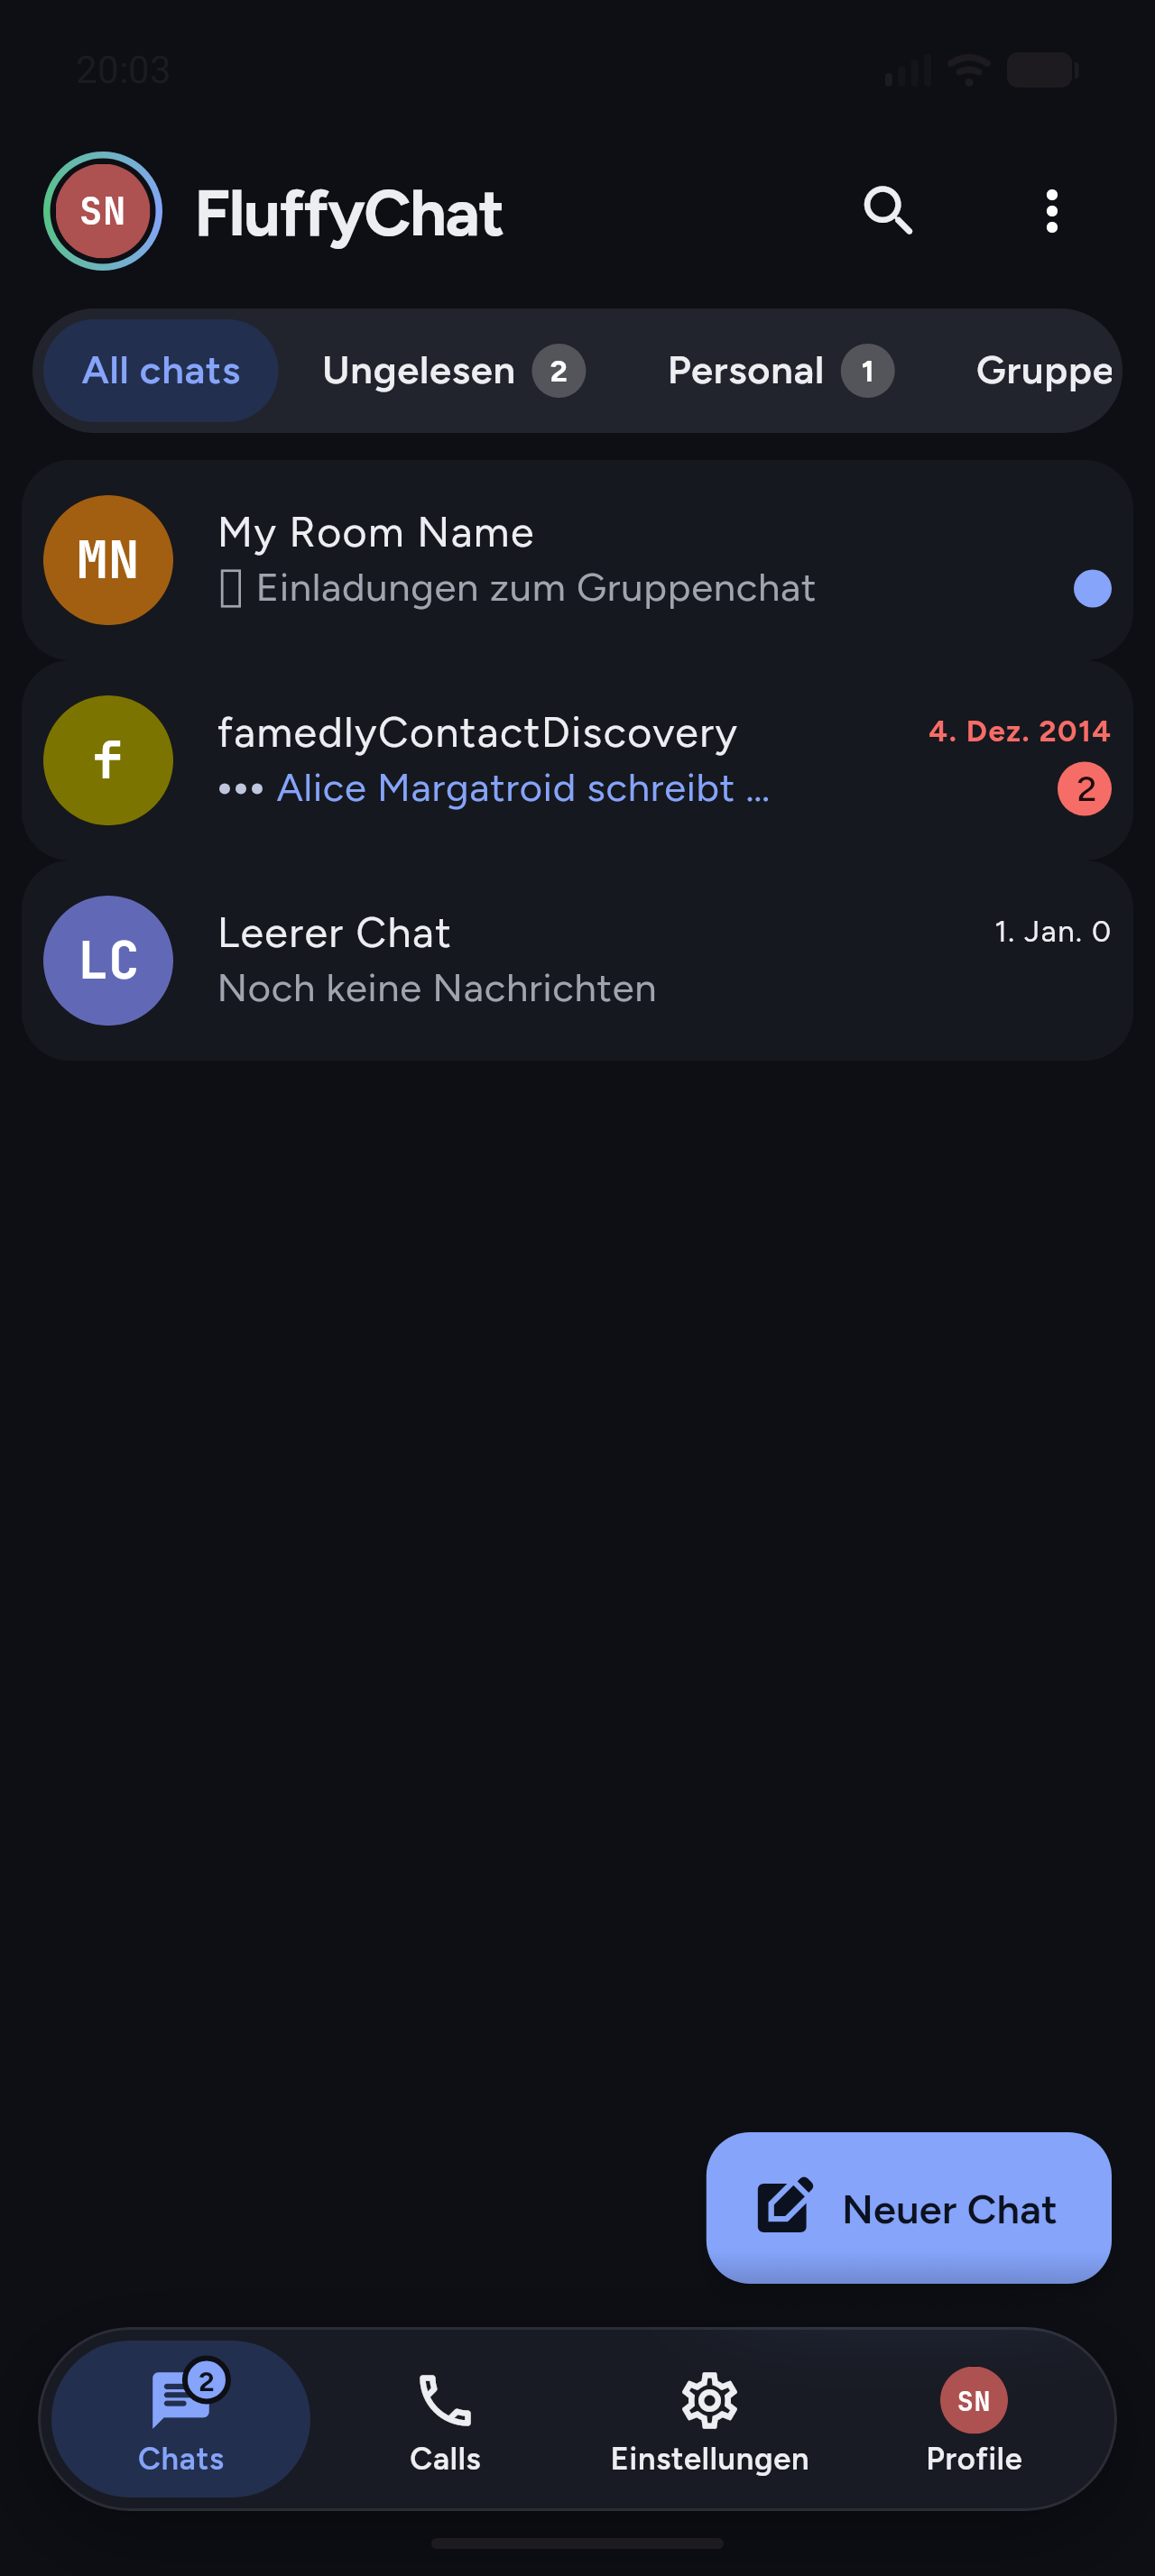 20:03
SN FluffyChat
All chats Ungelesen 2 Personal 1 Gruppe
MN My Room Name
Einladungen zum Gruppenchat
f famedlyContactDiscovery 4. Dez. 2014
••• Alice Margatroid schreibt ... 2
LC Leerer Chat 1. Jan. 0
Noch keine Nachrichten
Neuer Chat
2 SN
Chats Calls Einstellungen Profile